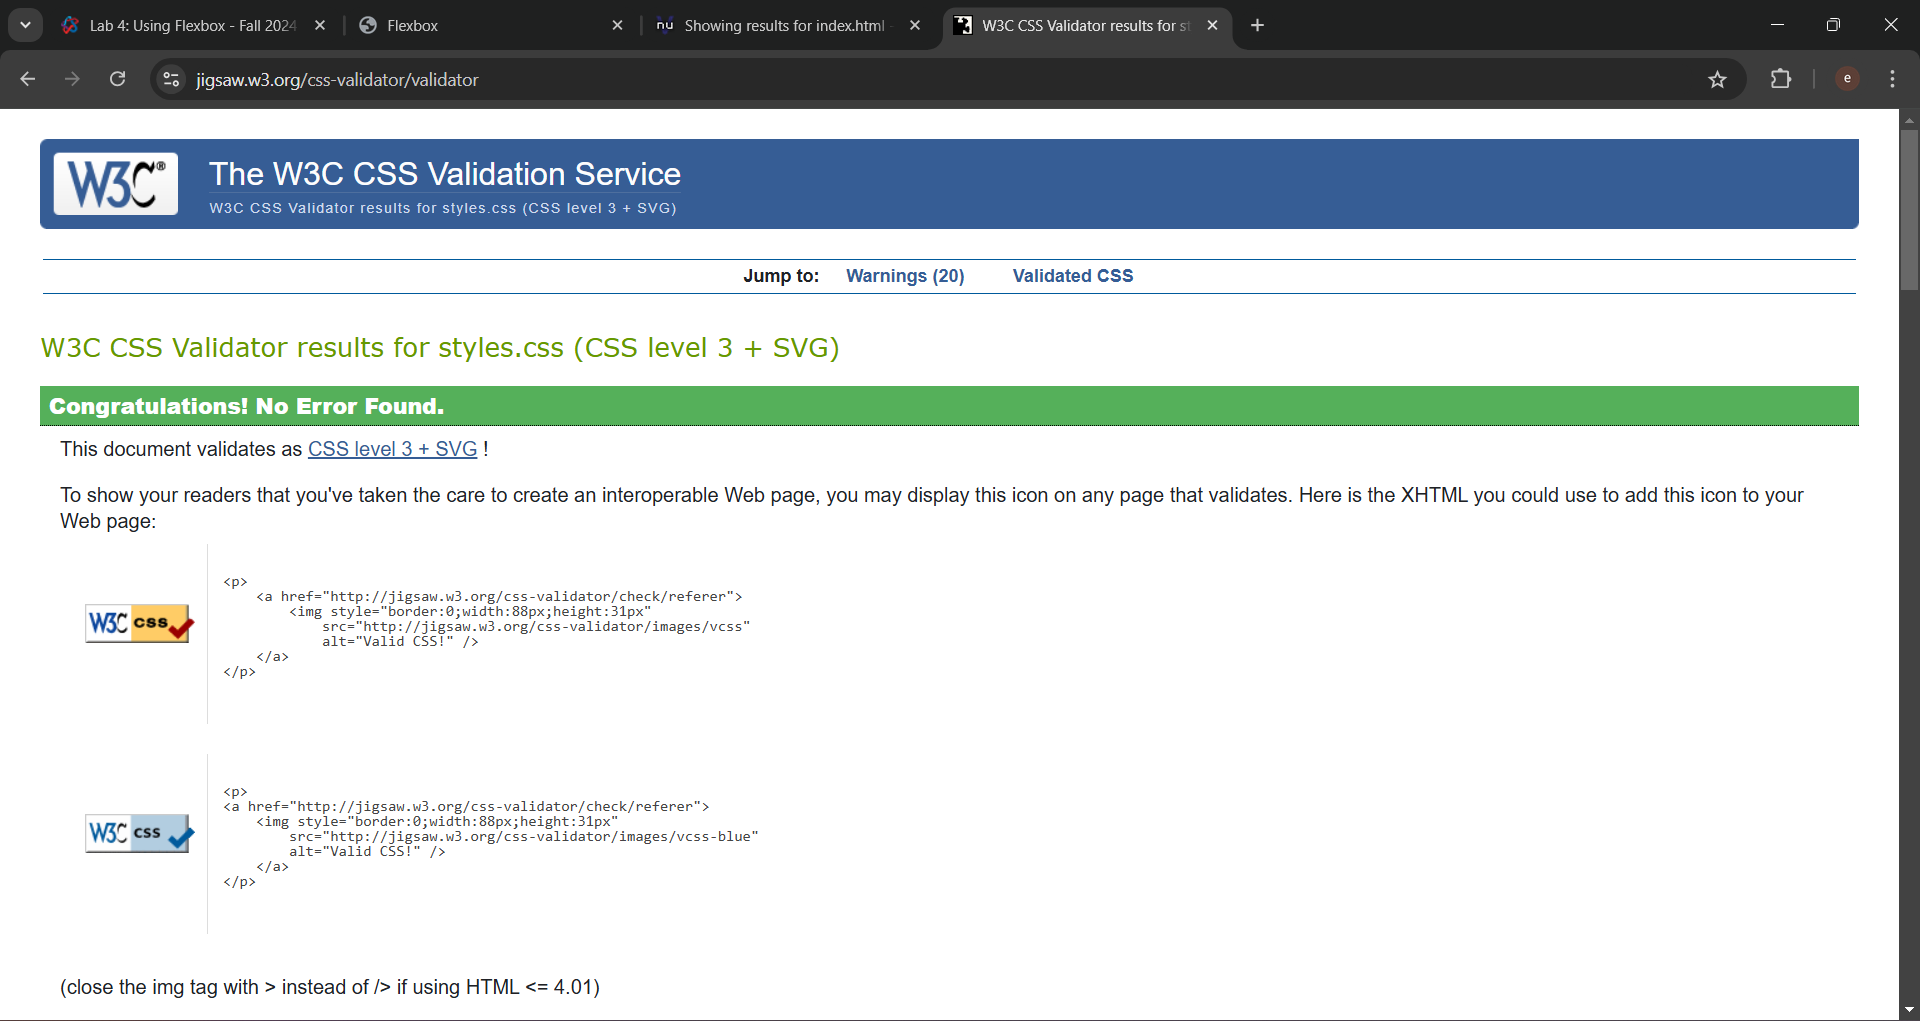 Lab 4: Using Flexbox - Fall 2024
Flexbox
nu Showing results for index.html -
W3C CSS Validator results for st
jigsaw.w3.org/css-validator/validator
e
W3C®
The W3C CSS Validation Service
W3C CSS Validator results for styles.css (CSS level 3 + SVG)
Jump to: Warnings (20) Validated CSS
W3C CSS Validator results for styles.css (CSS level 3 + SVG)
Congratulations! No Error Found.
This document validates as CSS level 3 + SVG !
To show your readers that you've taken the care to create an interoperable Web page, you may display this icon on any page that validates. Here is the XHTML you could use to add this icon to your
Web page:
W3C css
<p>
    <a href="http://jigsaw.w3.org/css-validator/check/referer">
        <img style="border:0;width:88px;height:31px"
            src="http://jigsaw.w3.org/css-validator/images/vcss"
            alt="Valid CSS!" />
    </a>
</p>
W3C css
<p>
<a href="http://jigsaw.w3.org/css-validator/check/referer">
    <img style="border:0;width:88px;height:31px"
        src="http://jigsaw.w3.org/css-validator/images/vcss-blue"
        alt="Valid CSS!" />
    </a>
</p>
(close the img tag with > instead of /> if using HTML <= 4.01)